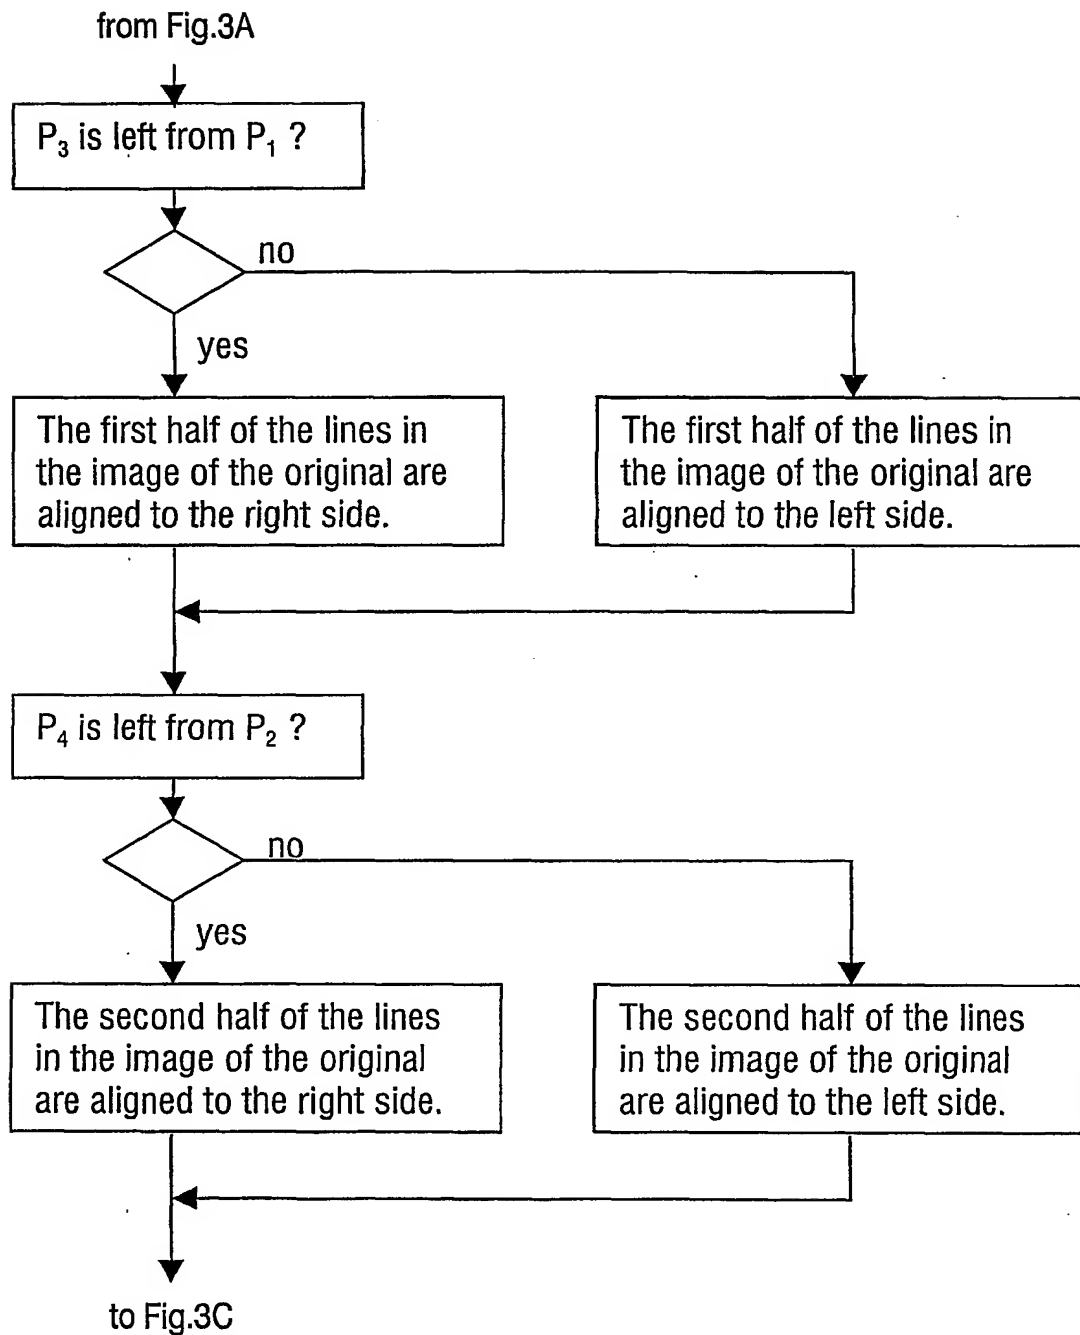 from Fig.3A
P₃ is left from P₁ ?
no
yes
The first half of the lines in
the image of the original are
aligned to the right side.
The first half of the lines in
the image of the original are
aligned to the left side.
P₄ is left from P₂ ?
no
yes
The second half of the lines
in the image of the original
are aligned to the right side.
The second half of the lines
in the image of the original
are aligned to the left side.
to Fig.3C